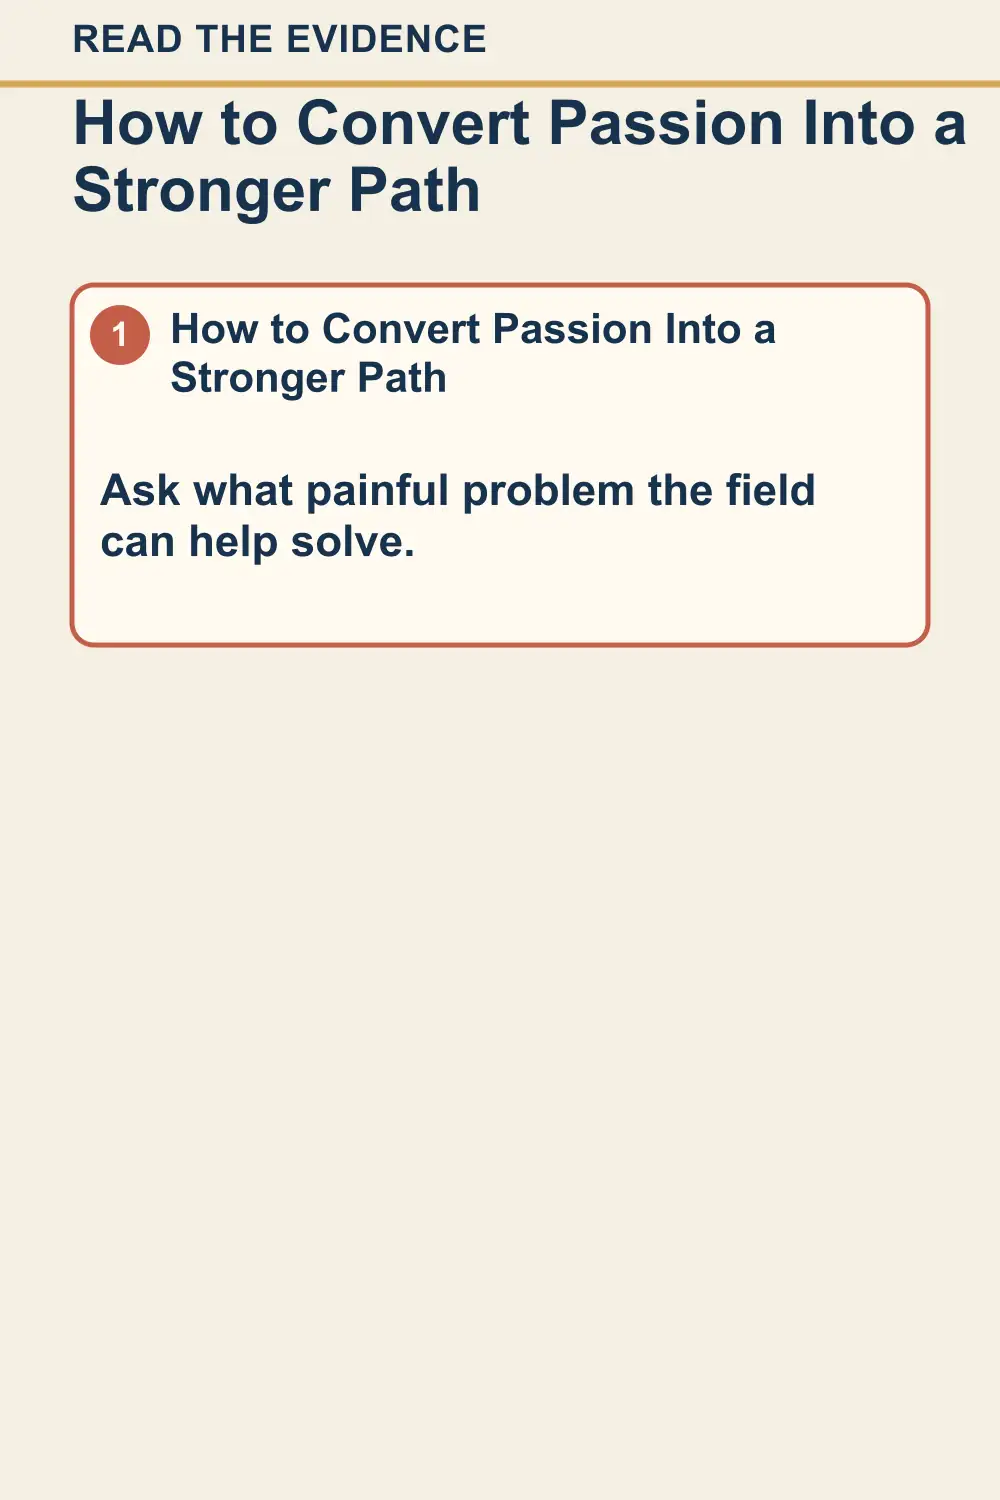 READ THE EVIDENCE
How to Convert Passion Into a
Stronger Path
1
How to Convert Passion Into a
Stronger Path
Ask what painful problem the field
can help solve.